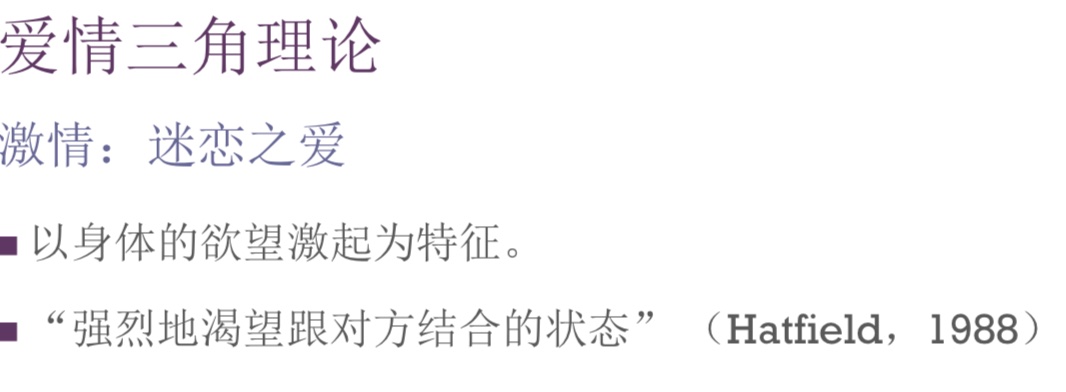 爱情三角理论
激情：迷恋之爱
■ 以身体的欲望激起为特征。
■ “强烈地渴望跟对方结合的状态” （Hatfield，1988）